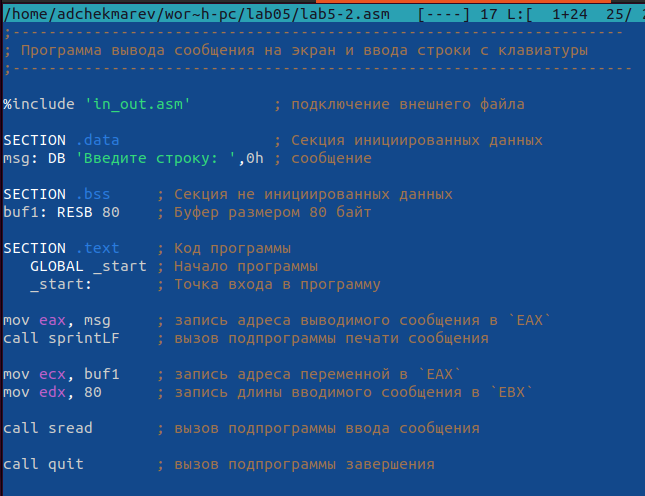 /home/adchekmarev/wor~h-pc/lab05/lab5-2.asm   [----] 17 L:[  1+24  25/
;--------------------------------------------------------------------
; Программа вывода сообщения на экран и ввода строки с клавиатуры
;---------------------------------------------------------------------
%include 'in_out.asm'         ; подключение внешнего файла
SECTION .data                 ; Секция инициированных данных
msg: DB 'Введите строку: ',0h ; сообщение
SECTION .bss     ; Секция не инициированных данных
buf1: RESB 80    ; Буфер размером 80 байт
SECTION .text    ; Код программы
   GLOBAL _start ; Начало программы
   _start:       ; Точка входа в программу
mov eax, msg     ; запись адреса выводимого сообщения в `EAX`
call sprintLF    ; вызов подпрограммы печати сообщения
mov ecx, buf1    ; запись адреса переменной в `EAX`
mov edx, 80      ; запись длины вводимого сообщения в `EBX`
call sread       ; вызов подпрограммы ввода сообщения
call quit        ; вызов подпрограммы завершения